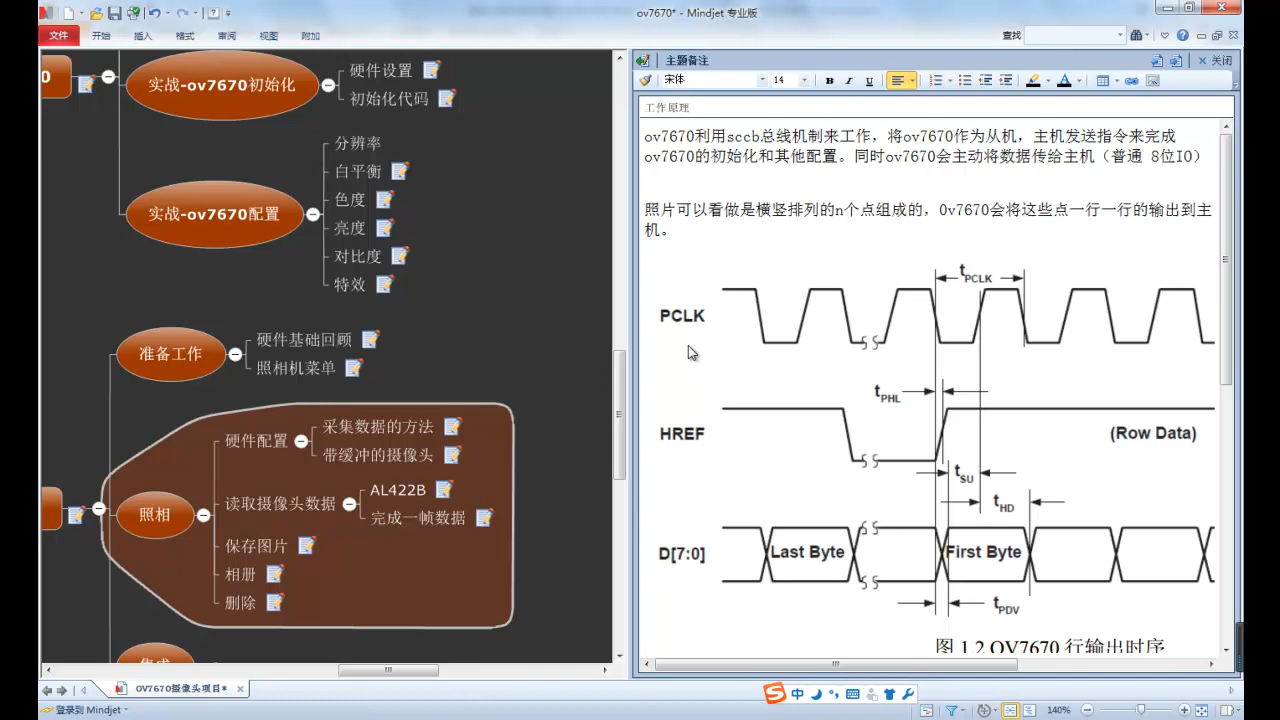 ov7670* - Mindjet 专业版
文件 开始 插入 格式 审阅 视图 附加 查找
实战-ov7670初始化
硬件设置
初始化代码
实战-ov7670配置
分辨率
白平衡
色度
亮度
对比度
特效
准备工作
硬件基础回顾
照相机菜单
照相
硬件配置
采集数据的方法
带缓冲的摄像头
读取摄像头数据
AL422B
完成一帧数据
保存图片
相册
删除
集成
0
主题备注 关闭
宋体 14 B I U A
工作原理
ov7670利用sccb总线机制来工作，将ov7670作为从机，主机发送指令来完成
ov7670的初始化和其他配置。同时ov7670会主动将数据传给主机（普通 8位IO）
照片可以看做是横竖排列的n个点组成的，Ov7670会将这些点一行一行的输出到主
机。
tPCLK
PCLK
tPHL
HREF
(Row Data)
tSU
tHD
D[7:0]
Last Byte
First Byte
tPDV
图 1.2 OV7670 行输出时序
OV7670摄像头项目*
中
登录到 Mindjet
140%